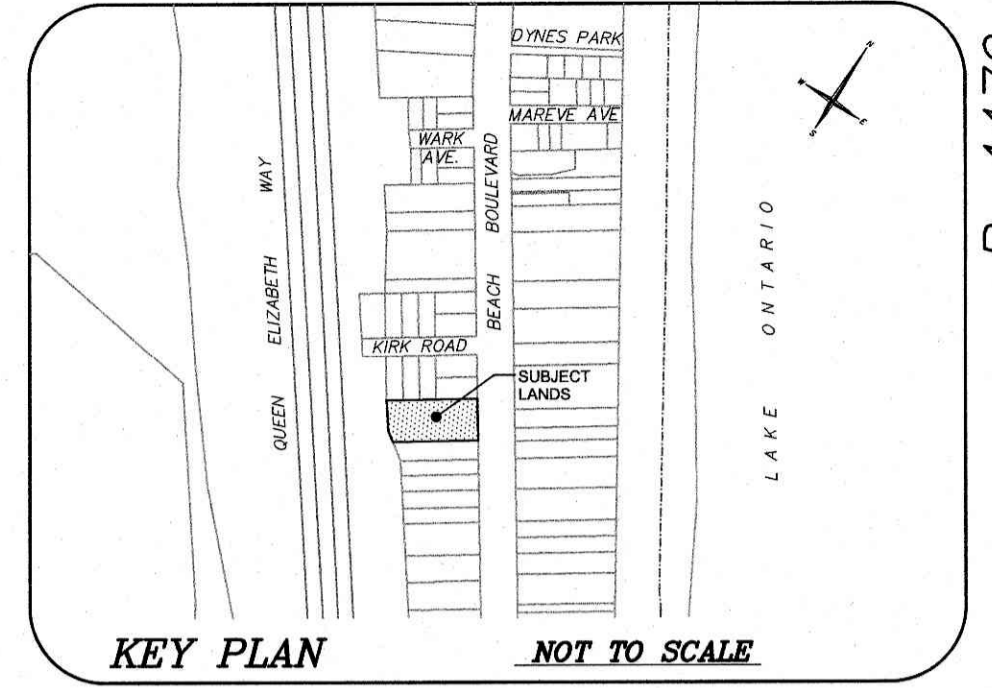 DYNES PARK
MAREVE AVE
WARK
AVE.
QUEEN ELIZABETH WAY
BEACH BOULEVARD
LAKE ONTARIO
KIRK ROAD
SUBJECT
LANDS
N
W
E
S
KEY PLAN
NOT TO SCALE